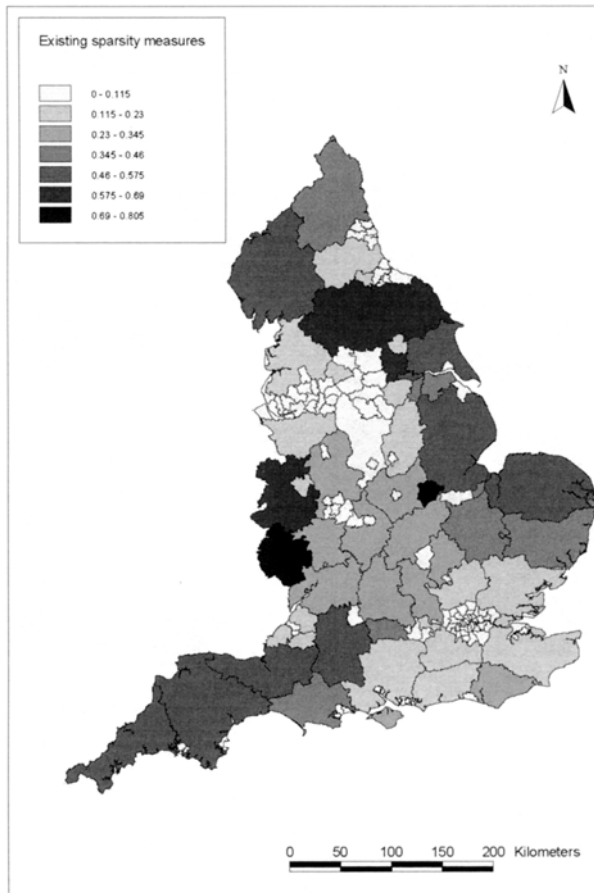 Existing sparsity measures
0 - 0.115
0.115 - 0.23
0.23 - 0.345
0.345 - 0.46
0.46 - 0.575
0.575 - 0.69
0.69 - 0.805
N
0 50 100 150 200 Kilometers